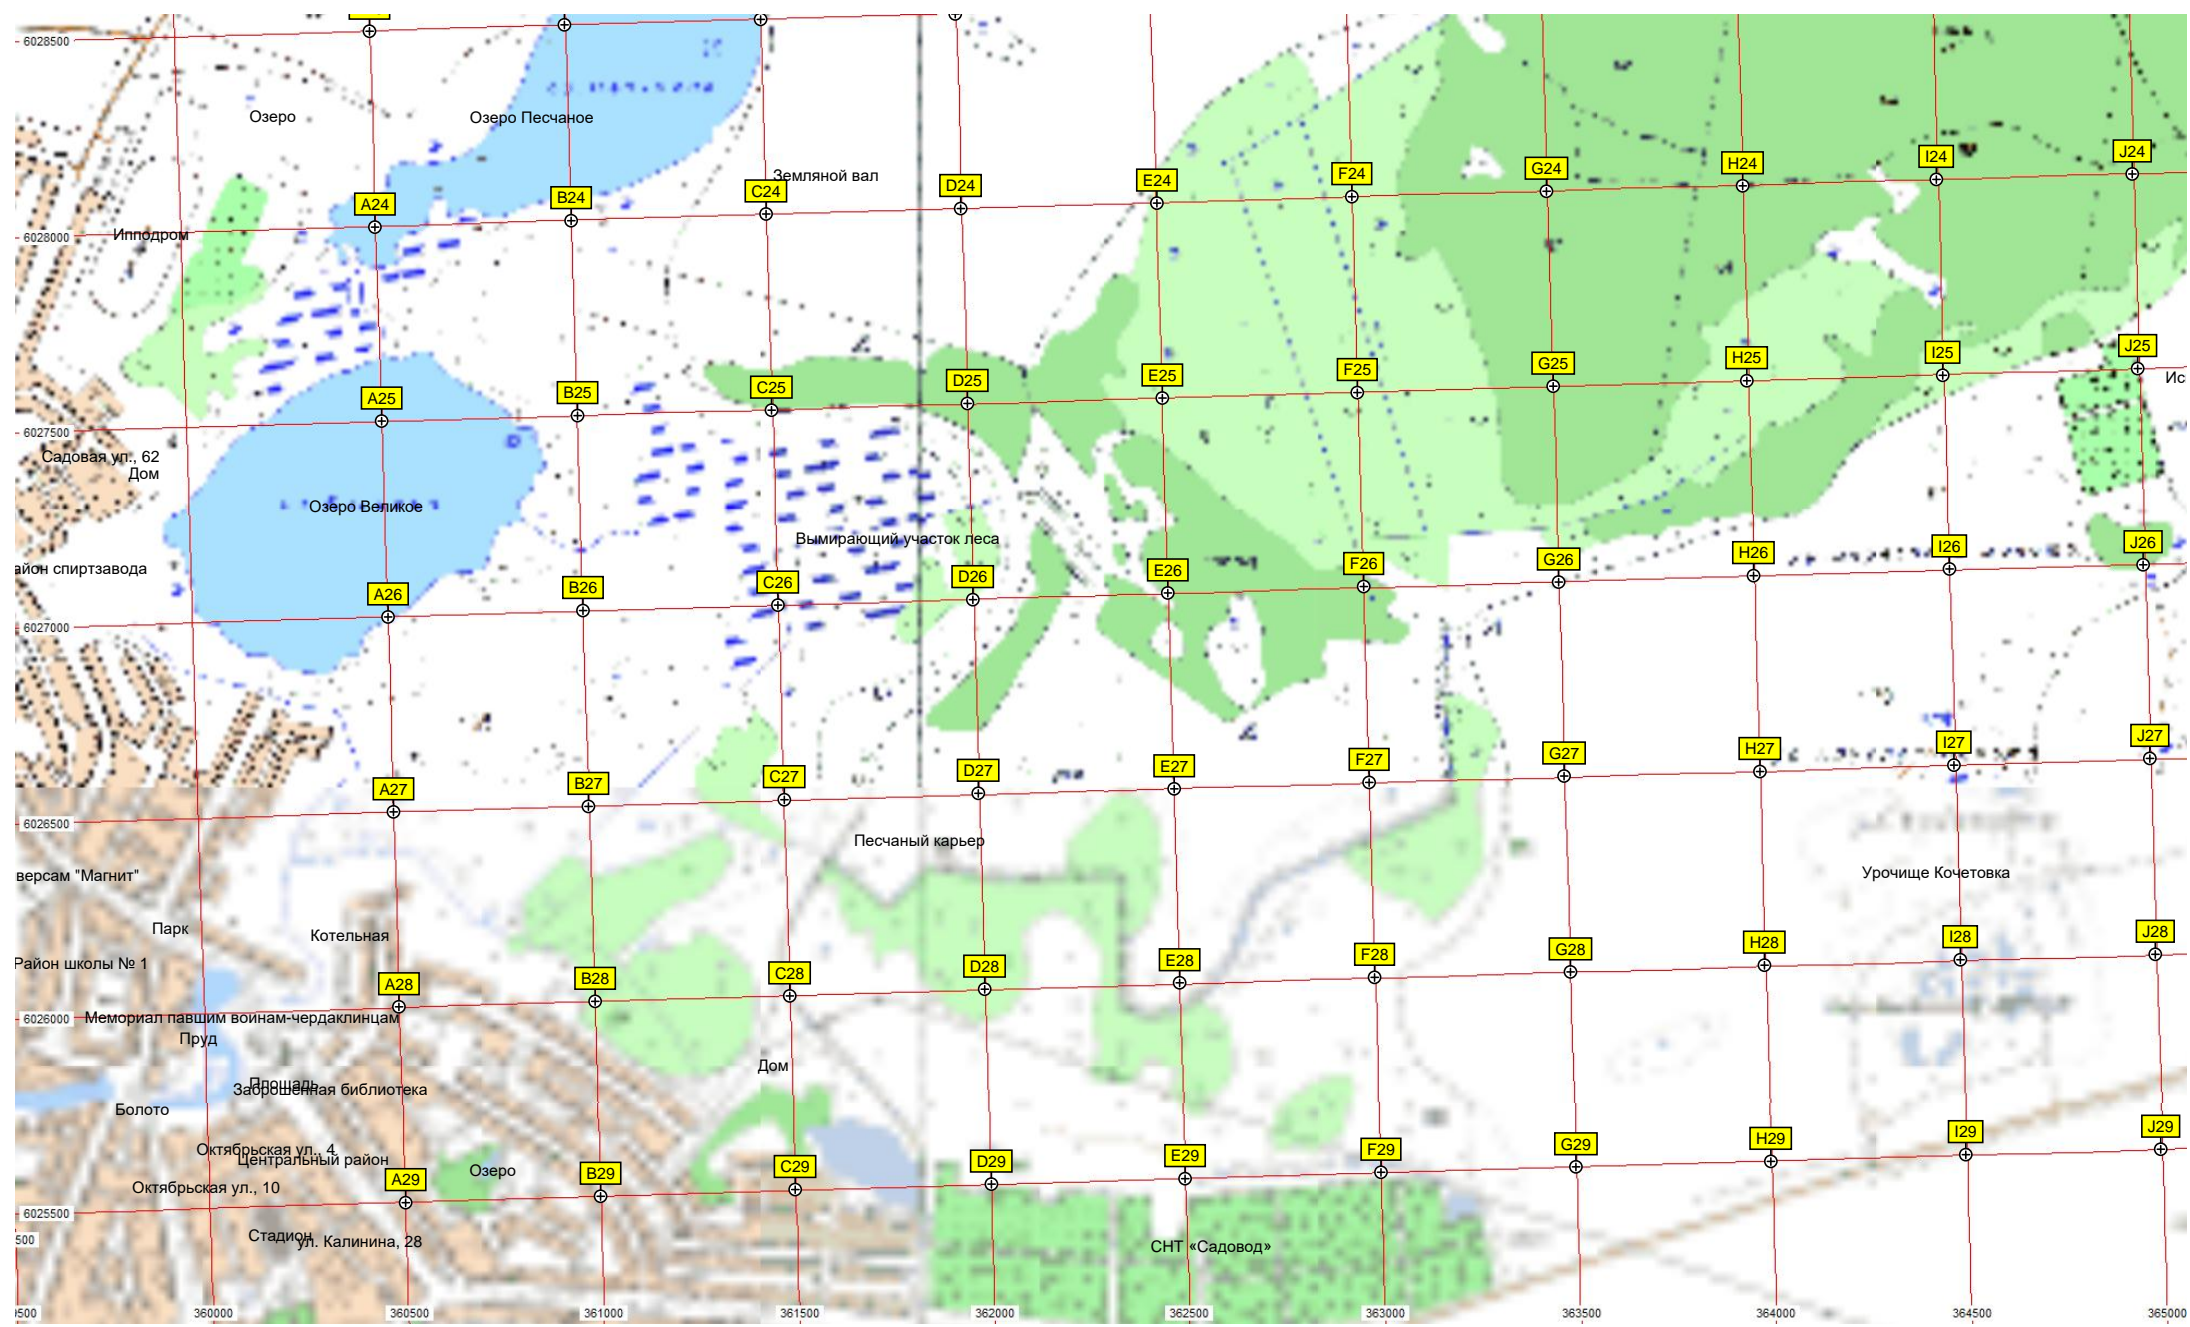 6028500
Озеро
Озеро Песчаное
Земляной вал
A24
B24
C24
D24
E24
F24
G24
H24
I24
J24
6028000
Ипподром
A25
B25
C25
D25
E25
F25
G25
H25
I25
J25
Ис
6027500
Садовая ул., 62
Дом
Озеро Великое
Вымирающий участок леса
айон спиртзавода
A26
B26
C26
D26
E26
F26
G26
H26
I26
J26
6027000
A27
B27
C27
D27
E27
F27
G27
H27
I27
J27
6026500
Песчаный карьер
версам "Магнит"
Урочище Кочетовка
Парк
Котельная
Район школы № 1
A28
B28
C28
D28
E28
F28
G28
H28
I28
J28
6026000
Мемориал павшим воинам-чердаклинцам
Пруд
Дом
Площадь
Заброшенная библиотека
Болото
Октябрьская ул., 4
Центральный район
Озеро
Октябрьская ул., 10
A29
B29
C29
D29
E29
F29
G29
H29
I29
J29
6025500
Стадион
ул. Калинина, 28
СНТ «Садовод»
500
9500
360000
360500
361000
361500
362000
362500
363000
363500
364000
364500
365000